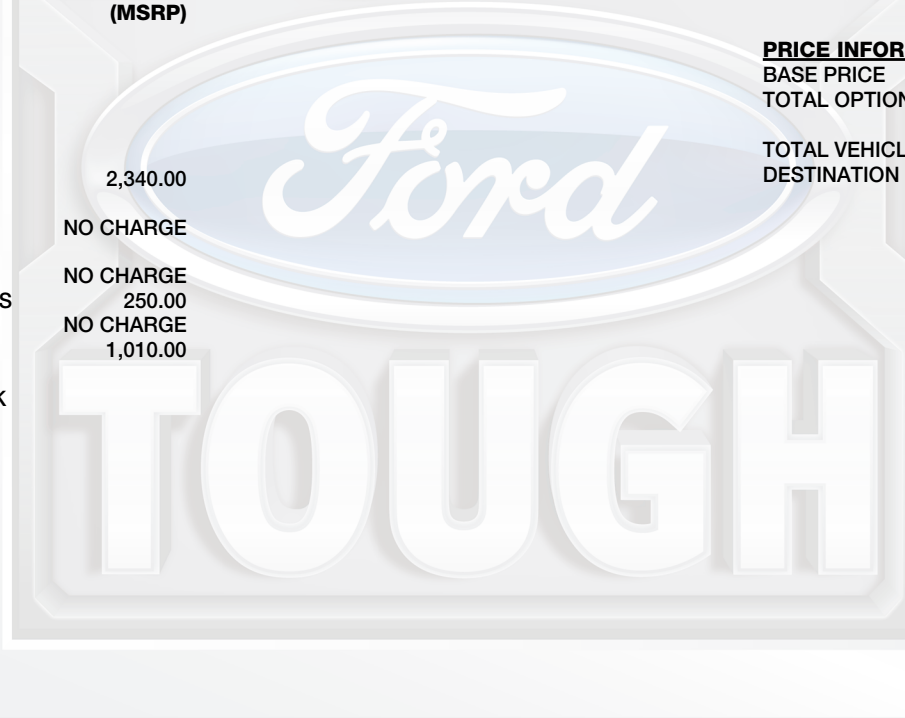 (MSRP)
2,340.00
NO CHARGE
NO CHARGE
S 250.00
NO CHARGE
1,010.00
K
PRICE INFOR
BASE PRICE
TOTAL OPTION
TOTAL VEHICL
DESTINATION
Ford
TOUGH